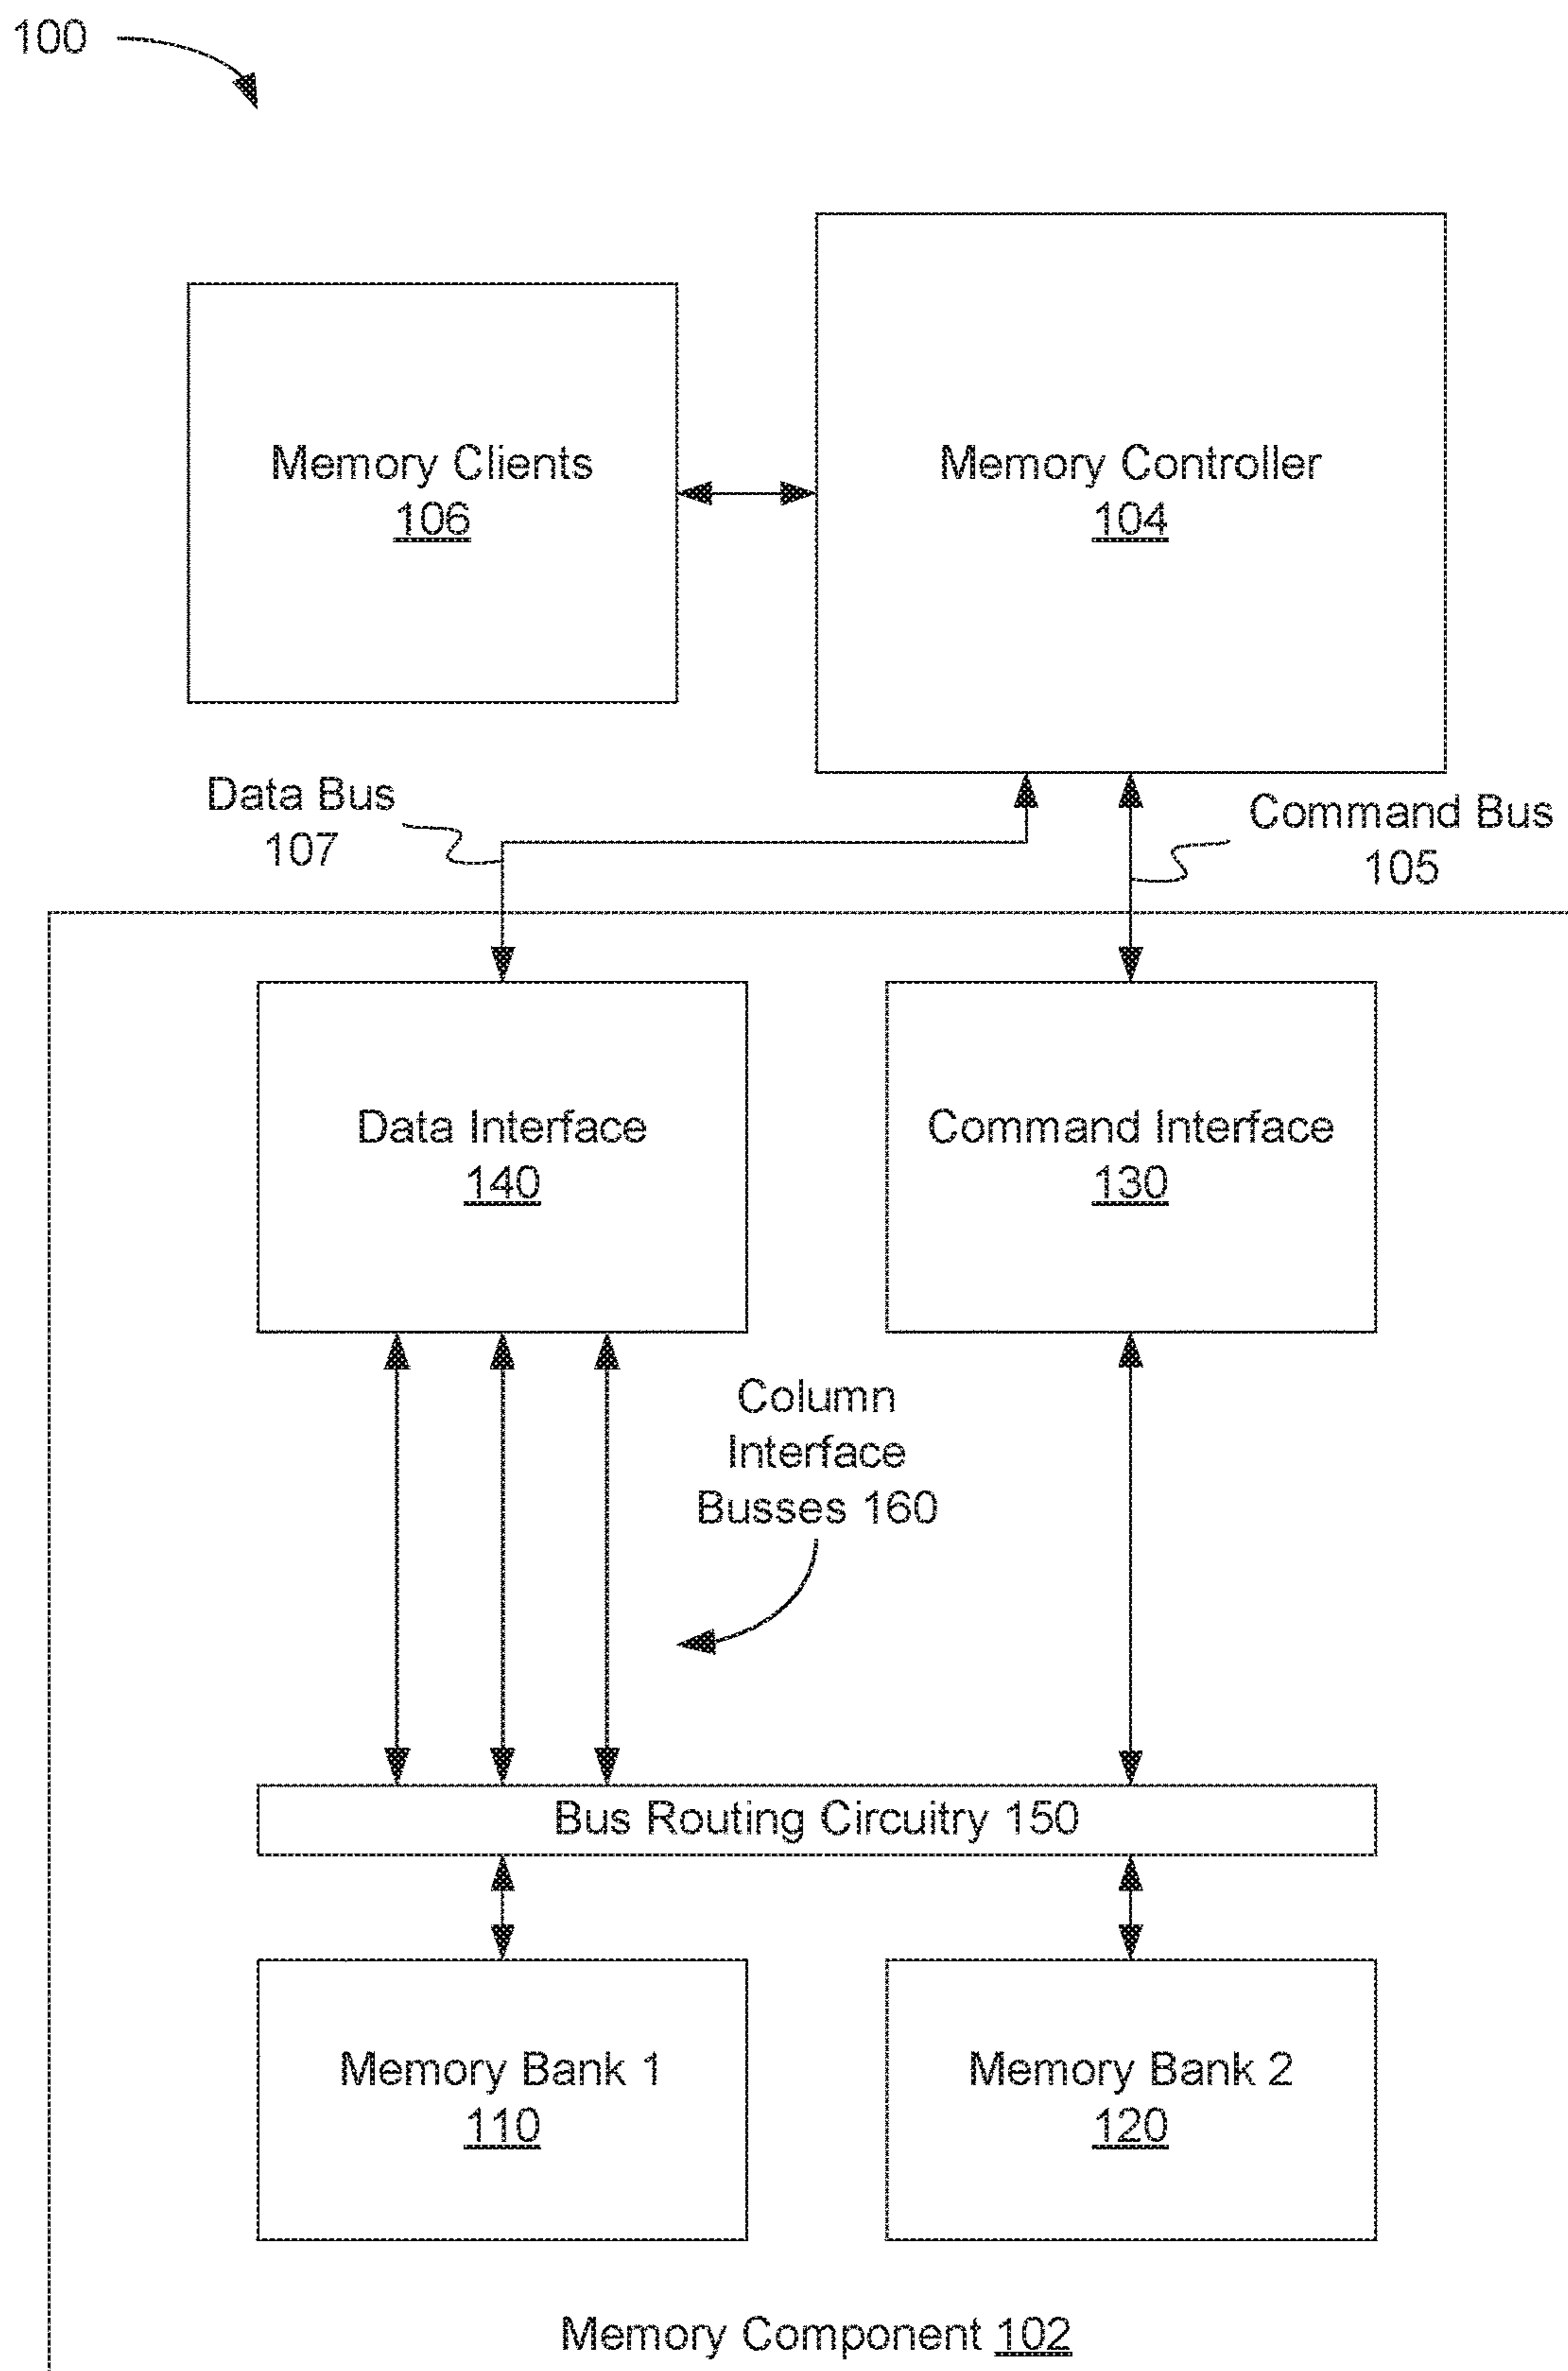 100
Memory Clients
106
Memory Controller
104
Data Bus
107
Command Bus
105
Data Interface
140
Command Interface
130
Column
Interface
Busses 160
Bus Routing Circuitry 150
Memory Bank 1
110
Memory Bank 2
120
Memory Component 102